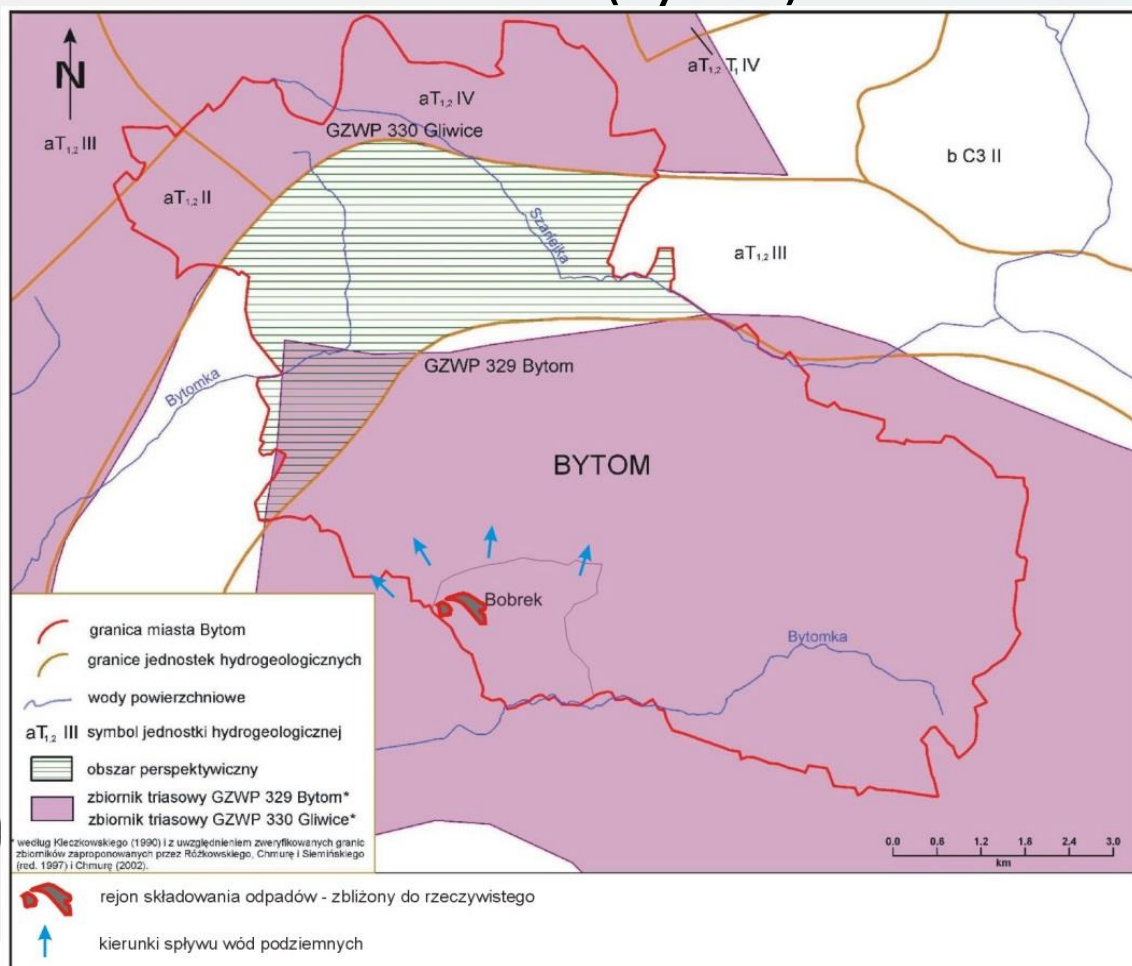 N
aT₁,₂ T₁ IV
aT₁,₂ IV
GZWP 330 Gliwice
aT₁,₂ III
b C3 II
aT₁,₂ II
Szarlejka
aT₁,₂ III
GZWP 329 Bytom
Bytomka
BYTOM
Bobrek
Bytomka
granica miasta Bytom
granice jednostek hydrogeologicznych
wody powierzchniowe
aT₁,₂ III symbol jednostki hydrogeologicznej
obszar perspektywiczny
zbiornik triasowy GZWP 329 Bytom*
zbiornik triasowy GZWP 330 Gliwice*
* według Kleczkowskiego (1990) i z uwzględnieniem zweryfikowanych granic
zbiorników zaproponowanych przez Różkowskiego, Chmurę i Siemińskiego
(red. 1997) i Chmurę (2002).
0.0 0.6 1.2 1.8 2.4 3.0
km
rejon składowania odpadów - zbliżony do rzeczywistego
kierunki spływu wód podziemnych